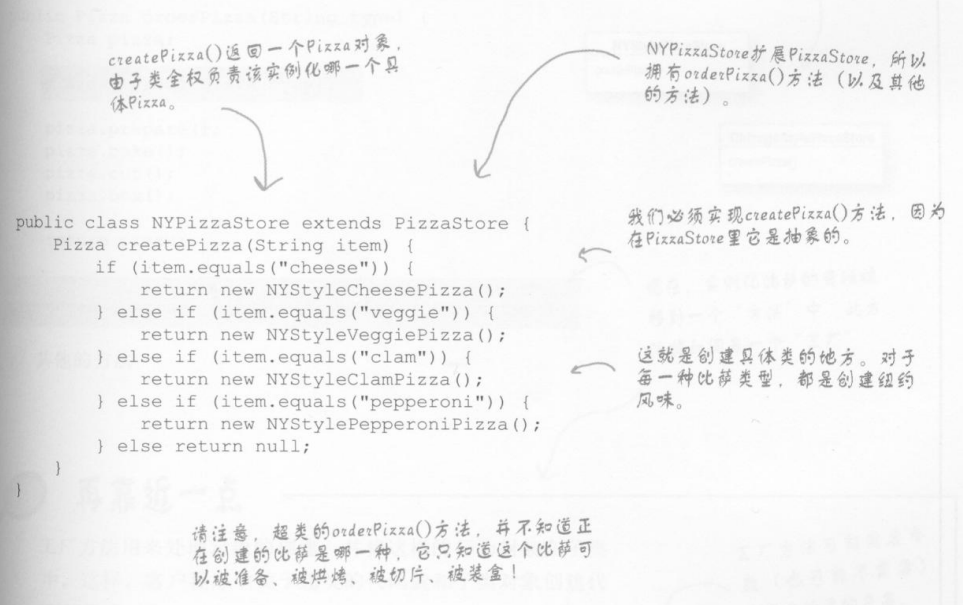 createPizza()返回一个Pizza对象，
由子类全权负责该实例化哪一个具
体Pizza。
NYPizzaStore扩展PizzaStore，所以
拥有orderPizza()方法（以及其他
的方法）。
public class NYPizzaStore extends PizzaStore {
Pizza createPizza(String item) {
if (item.equals("cheese")) {
return new NYStyleCheesePizza();
} else if (item.equals("veggie")) {
return new NYStyleVeggiePizza();
} else if (item.equals("clam")) {
return new NYStyleClamPizza();
} else if (item.equals("pepperoni")) {
return new NYStylePepperoniPizza();
} else return null;
}
}
我们必须实现createPizza()方法，因为
在PizzaStore里它是抽象的。
这就是创建具体类的地方。对于
每一种比萨类型，都是创建纽约
风味。
再靠近一点
请注意，超类的orderPizza()方法，并不知道正
在创建的比萨是哪一种，它只知道这个比萨可
以被准备、被烘烤、被切片、被装盒！